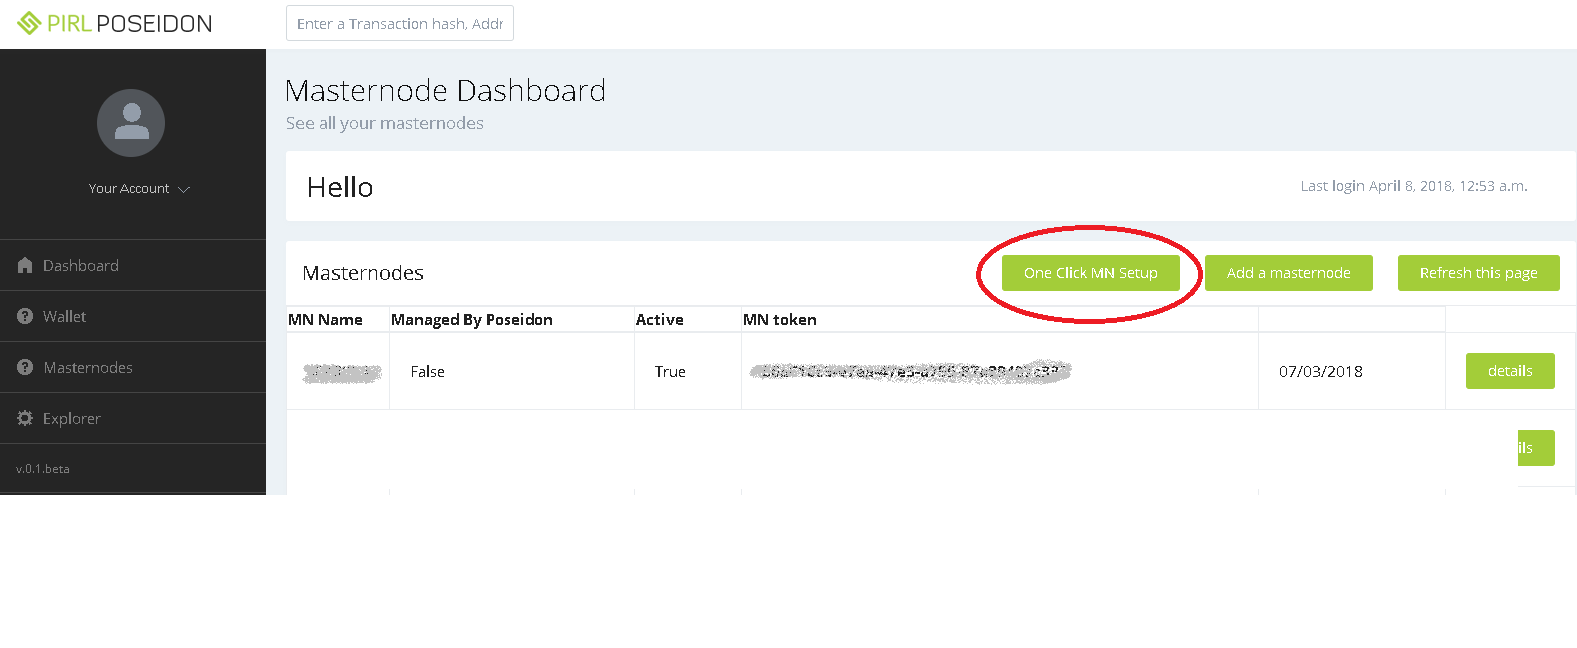 PIRL POSEIDON
Enter a Transaction hash, Addr
Masternode Dashboard
See all your masternodes
Your Account
Hello
Last login April 8, 2018, 12:53 a.m.
Dashboard
Wallet
Masternodes
Explorer
v.0.1.beta
Masternodes
One Click MN Setup
Add a masternode
Refresh this page
MN Name
Managed By Poseidon
Active
MN token
False
True
07/03/2018
details
ils